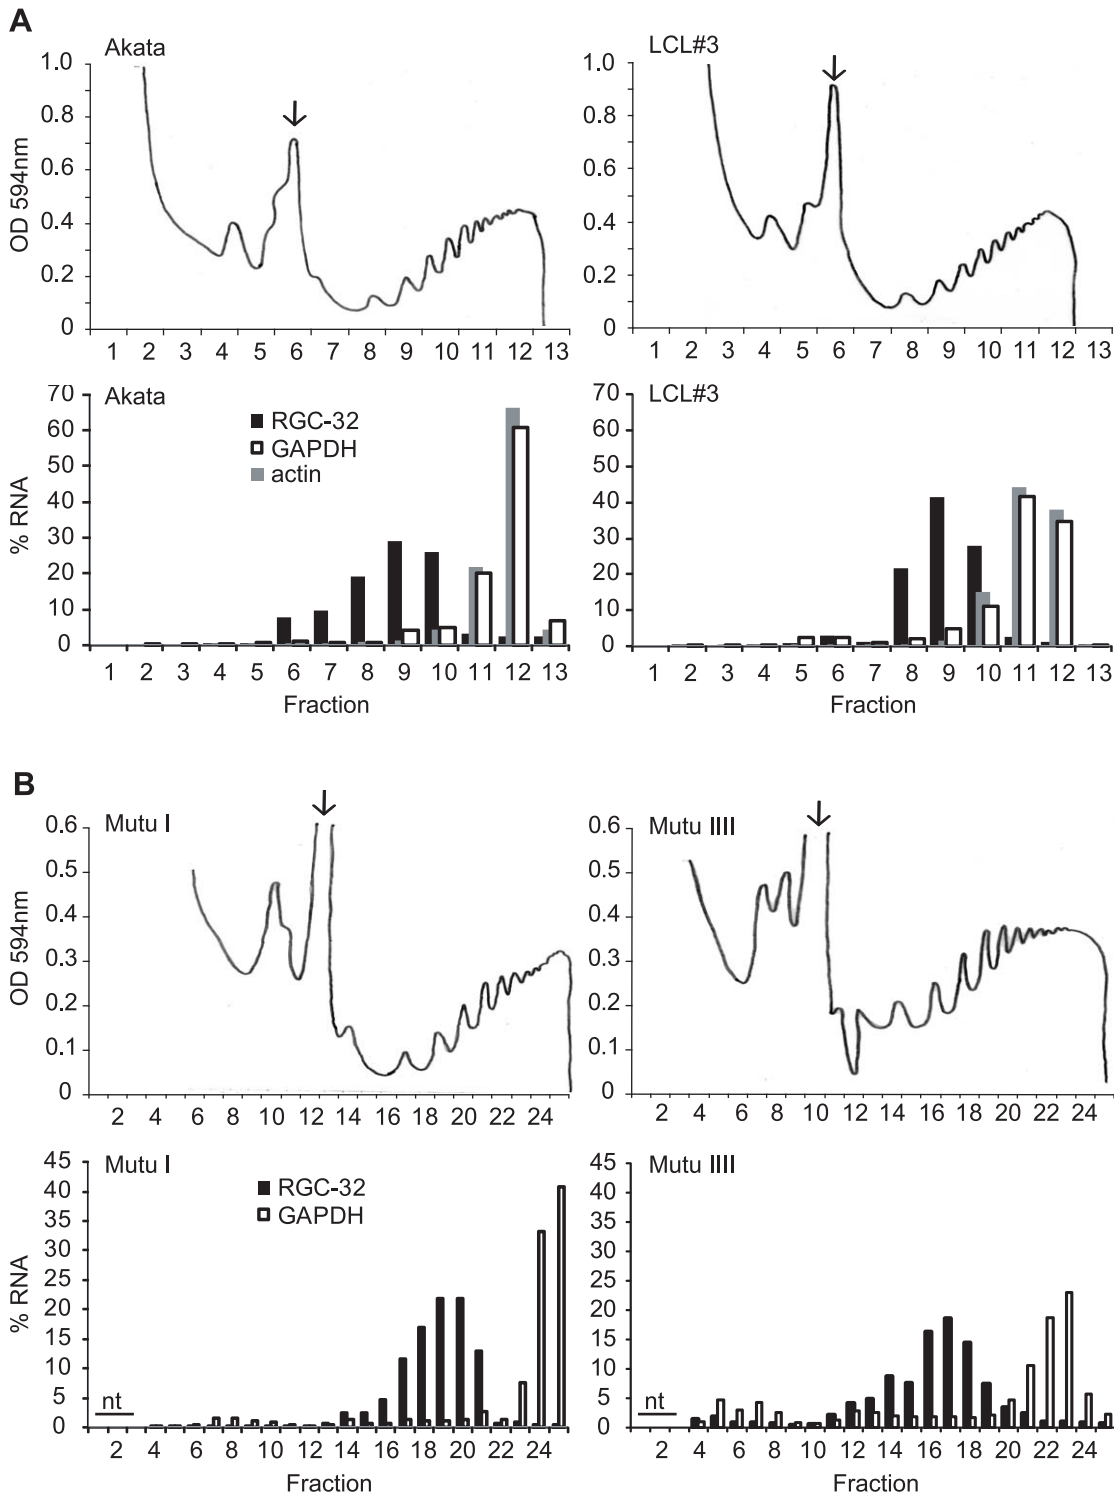 A
Akata
LCL#3
OD 594nm
1.0
0.8
0.6
0.4
0.2
0
1 2 3 4 5 6 7 8 9 10 11 12 13
1.0
0.8
0.6
0.4
0.2
0
1 2 3 4 5 6 7 8 9 10 11 12 13
Akata
RGC-32
GAPDH
actin
% RNA
70
60
50
40
30
20
10
0
1 2 3 4 5 6 7 8 9 10 11 12 13
Fraction
LCL#3
70
60
50
40
30
20
10
0
1 2 3 4 5 6 7 8 9 10 11 12 13
Fraction
B
Mutu I
OD 594nm
0.6
0.5
0.4
0.3
0.2
0.1
0
2 4 6 8 10 12 14 16 18 20 22 24
Mutu IIII
0.6
0.5
0.4
0.3
0.2
0.1
0
2 4 6 8 10 12 14 16 18 20 22 24
Mutu I
RGC-32
GAPDH
% RNA
45
40
35
30
25
20
15
10
5
0
nt
2 4 6 8 10 12 14 16 18 20 22 24
Fraction
Mutu IIII
45
40
35
30
25
20
15
10
5
0
nt
2 4 6 8 10 12 14 16 18 20 22 24
Fraction